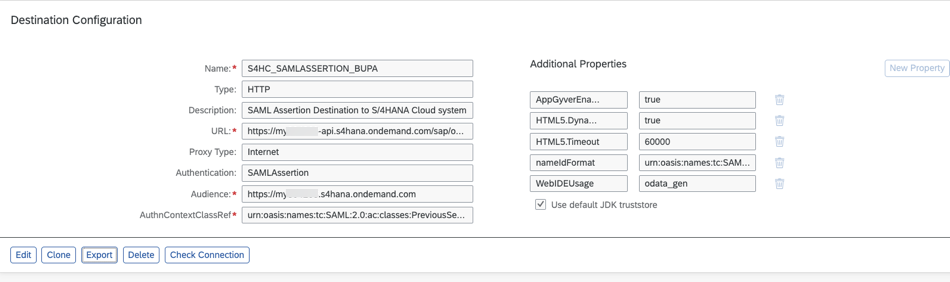 Destination Configuration
Name:* S4HC_SAMLASSERTION_BUPA
Type: HTTP
Description: SAML Assertion Destination to S/4HANA Cloud system
URL:* https://my -api.s4hana.ondemand.com/sap/o...
Proxy Type: Internet
Authentication: SAMLAssertion
Audience:* https://my .s4hana.ondemand.com
AuthnContextClassRef* urn:oasis:names:tc:SAML:2.0:ac:classes:PreviousSe...
Additional Properties
New Property
AppGyverEna... true
HTML5.Dyna... true
HTML5.Timeout 60000
nameIdFormat urn:oasis:names:tc:SAM...
WebIDEUsage odata_gen
Use default JDK truststore
Edit Clone Export Delete Check Connection